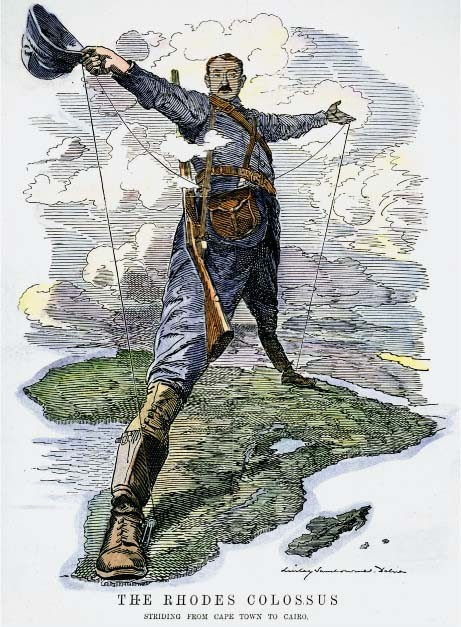 THE RHODES COLOSSUS
STRIDING FROM CAPE TOWN TO CAIRO.